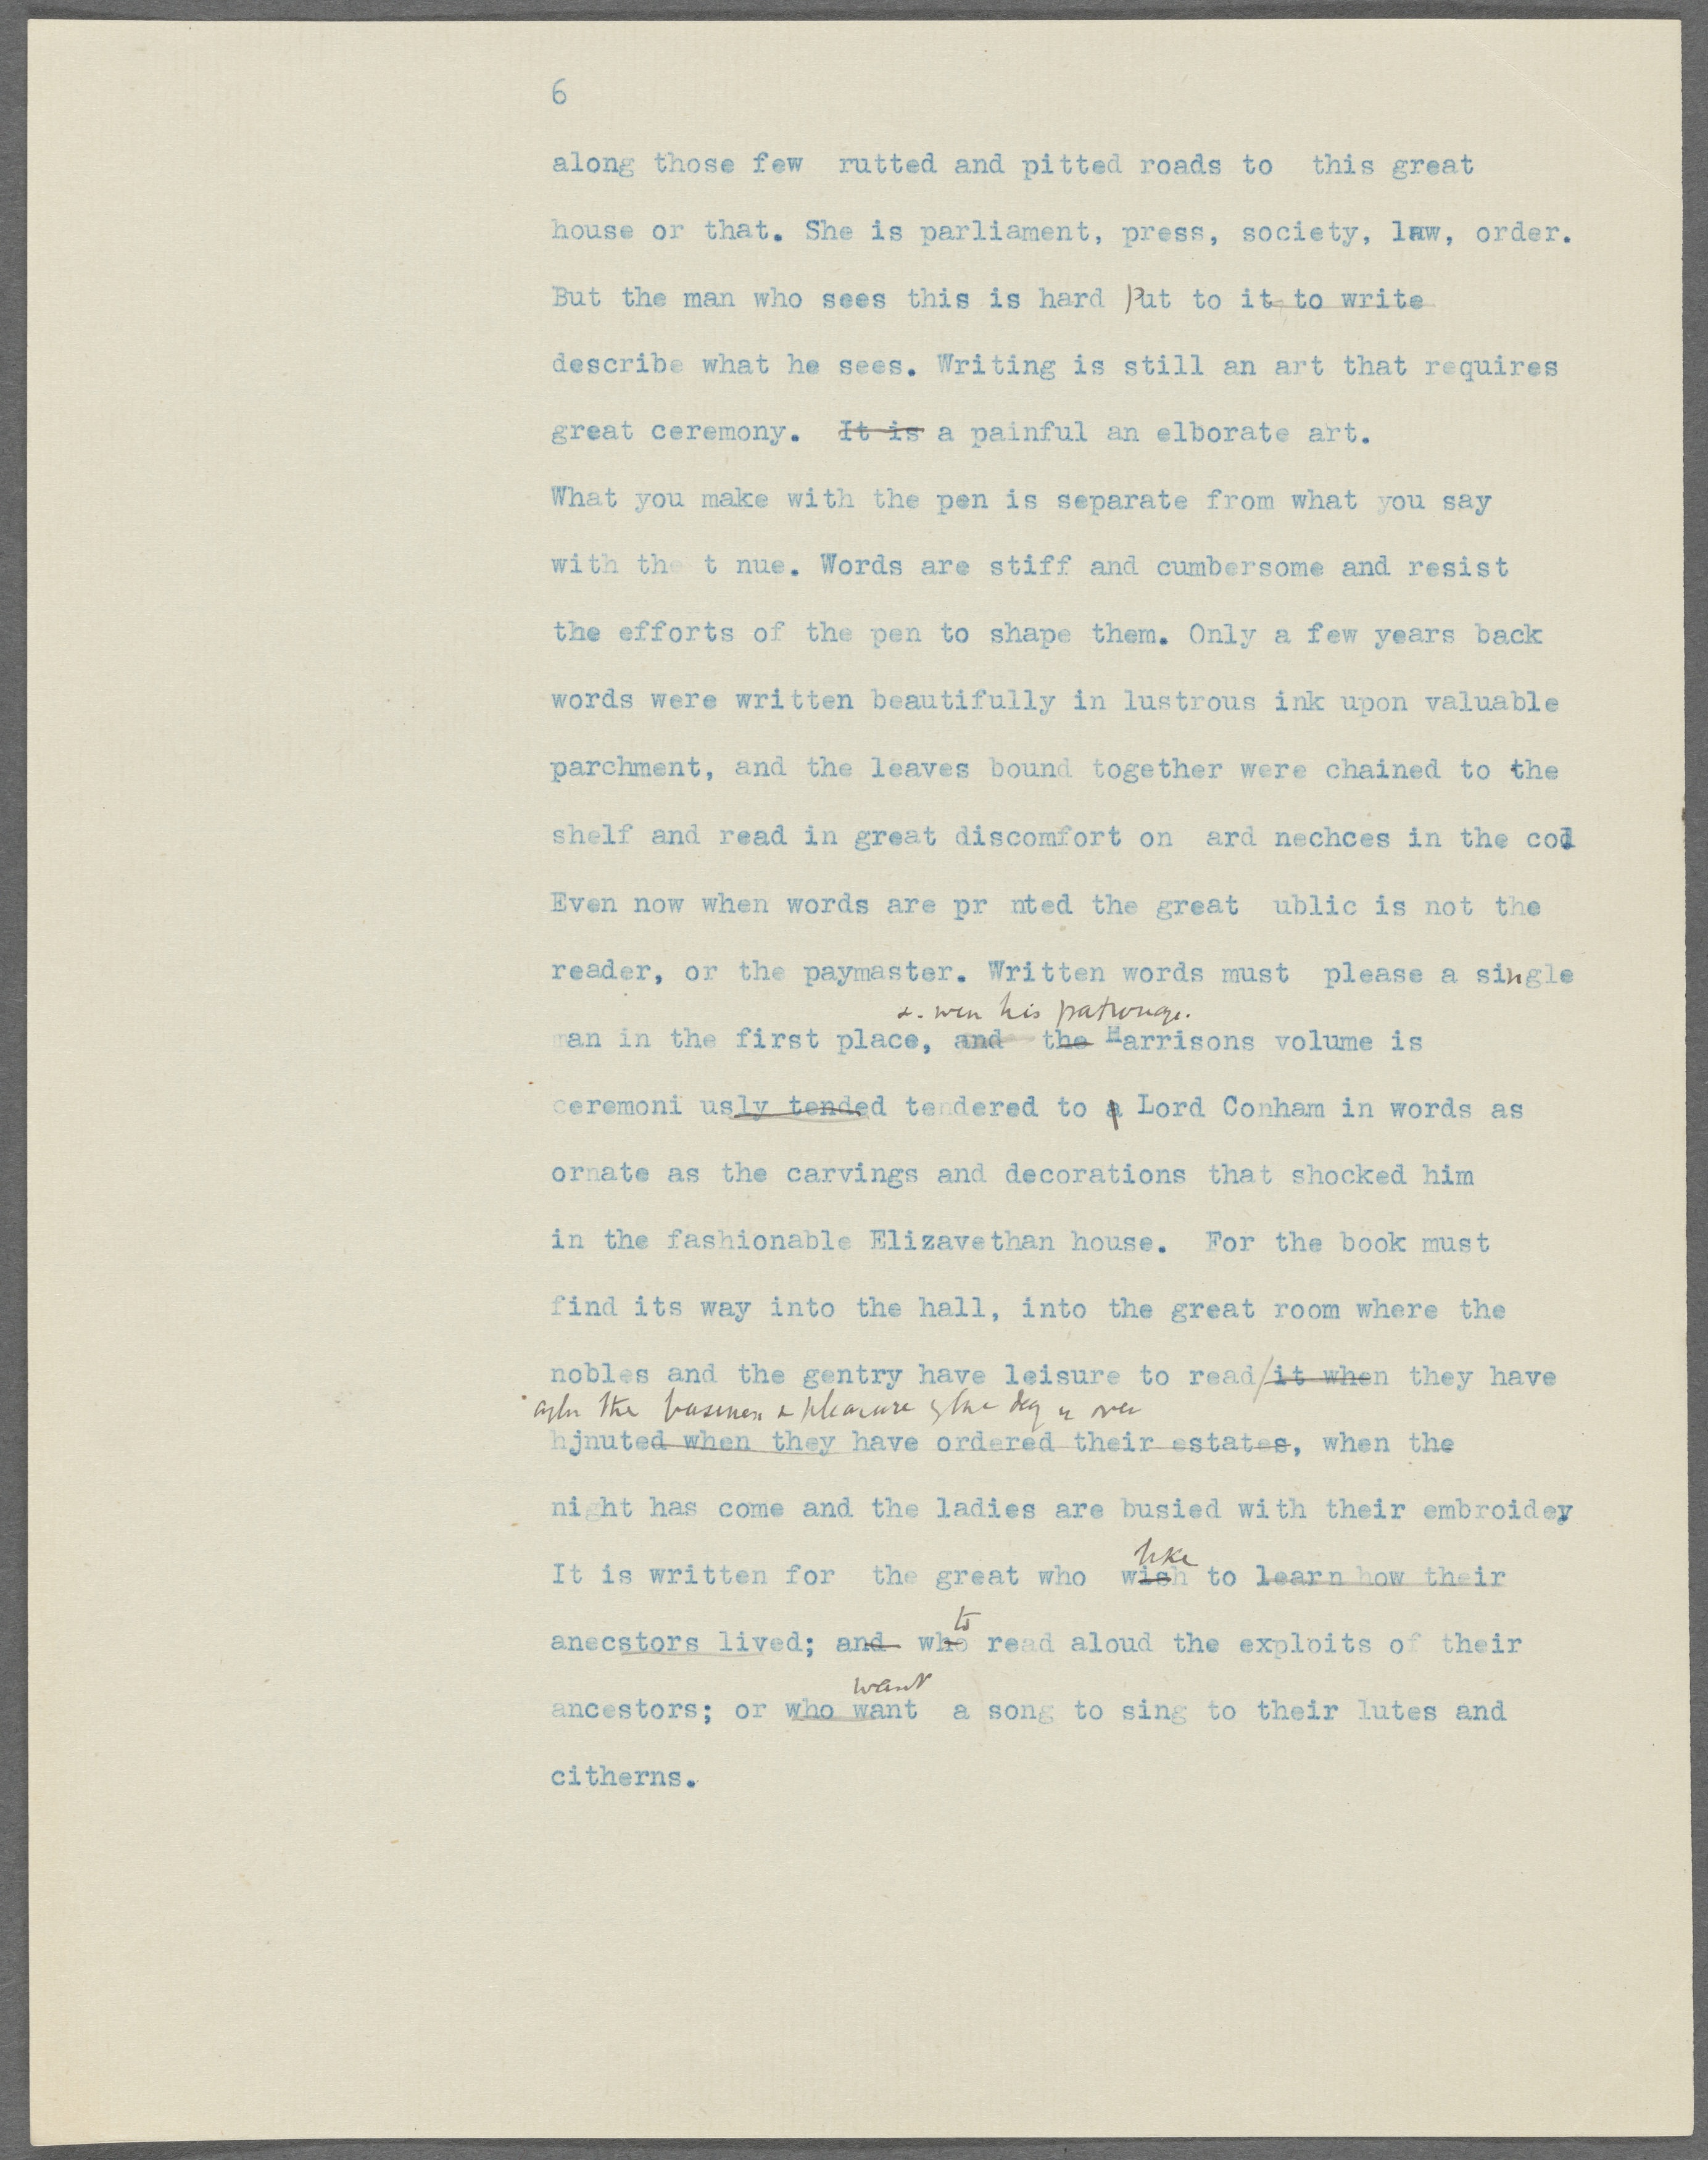 6
along those few rutted and pitted roads to this great
house or that. She is parliament, press, society, law, order.
But the man who sees this is hard put to it to write
describe what he sees. Writing is still an art that requires
great ceremony. It is a painful an elborate art.
What you make with the pen is separate from what you say
with the t nue. Words are stiff and cumbersome and resist
the efforts of the pen to shape them. Only a few years back
words were written beautifully in lustrous ink upon valuable
parchment, and the leaves bound together were chained to the
shelf and read in great discomfort on ard nechces in the cod
Even now when words are pr nted the great ublic is not the
reader, or the paymaster. Written words must please a single
& win his patronage.
man in the first place, and the Harrisons volume is
ceremoni usly tended tendered to a Lord Conham in words as
ornate as the carvings and decorations that shocked him
in the fashionable Elizavethan house. For the book must
find its way into the hall, into the great room where the
nobles and the gentry have leisure to read/it when they have
after the business & pleasure of the day is over
hjnuted when they have ordered their estates, when the
night has come and the ladies are busied with their embroidey
like
It is written for the great who wish to learn how their
to
anecstors lived; and who read aloud the exploits of their
want
ancestors; or who want a song to sing to their lutes and
citherns.